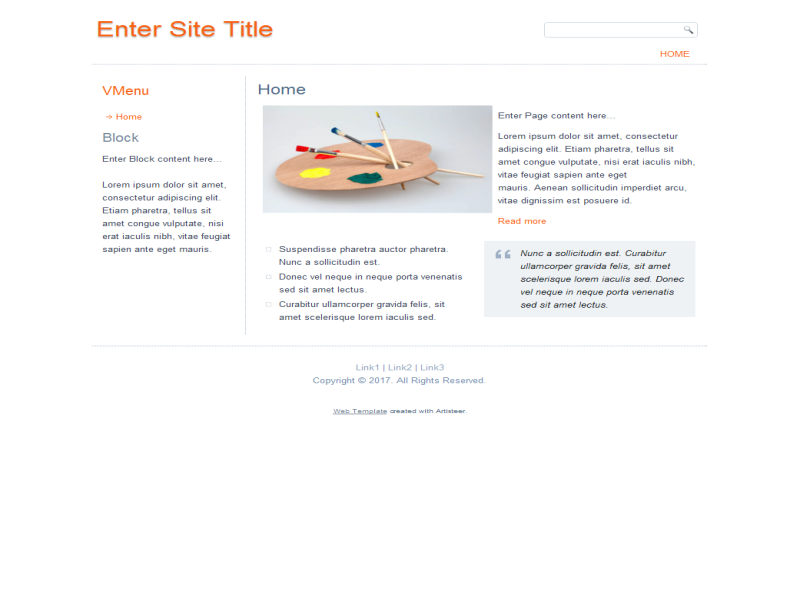 Enter Site Title
HOME
VMenu
Home
Block
Enter Block content here...
Lorem ipsum dolor sit amet,
consectetur adipiscing elit.
Etiam pharetra, tellus sit
amet congue vulputate, nisi
erat iaculis nibh, vitae feugiat
sapien ante eget mauris.
Home
Enter Page content here...
Lorem ipsum dolor sit amet, consectetur
adipiscing elit. Etiam pharetra, tellus sit
amet congue vulputate, nisi erat iaculis nibh,
vitae feugiat sapien ante eget
mauris. Aenean sollicitudin imperdiet arcu,
vitae dignissim est posuere id.
Read more
Suspendisse pharetra auctor pharetra.
Nunc a sollicitudin est.
Donec vel neque in neque porta venenatis
sed sit amet lectus.
Curabitur ullamcorper gravida felis, sit
amet scelerisque lorem iaculis sed.
Nunc a sollicitudin est. Curabitur
ullamcorper gravida felis, sit amet
scelerisque lorem iaculis sed. Donec
vel neque in neque porta venenatis
sed sit amet lectus.
Link1 | Link2 | Link3
Copyright © 2017. All Rights Reserved.
Web Template created with Artisteer.